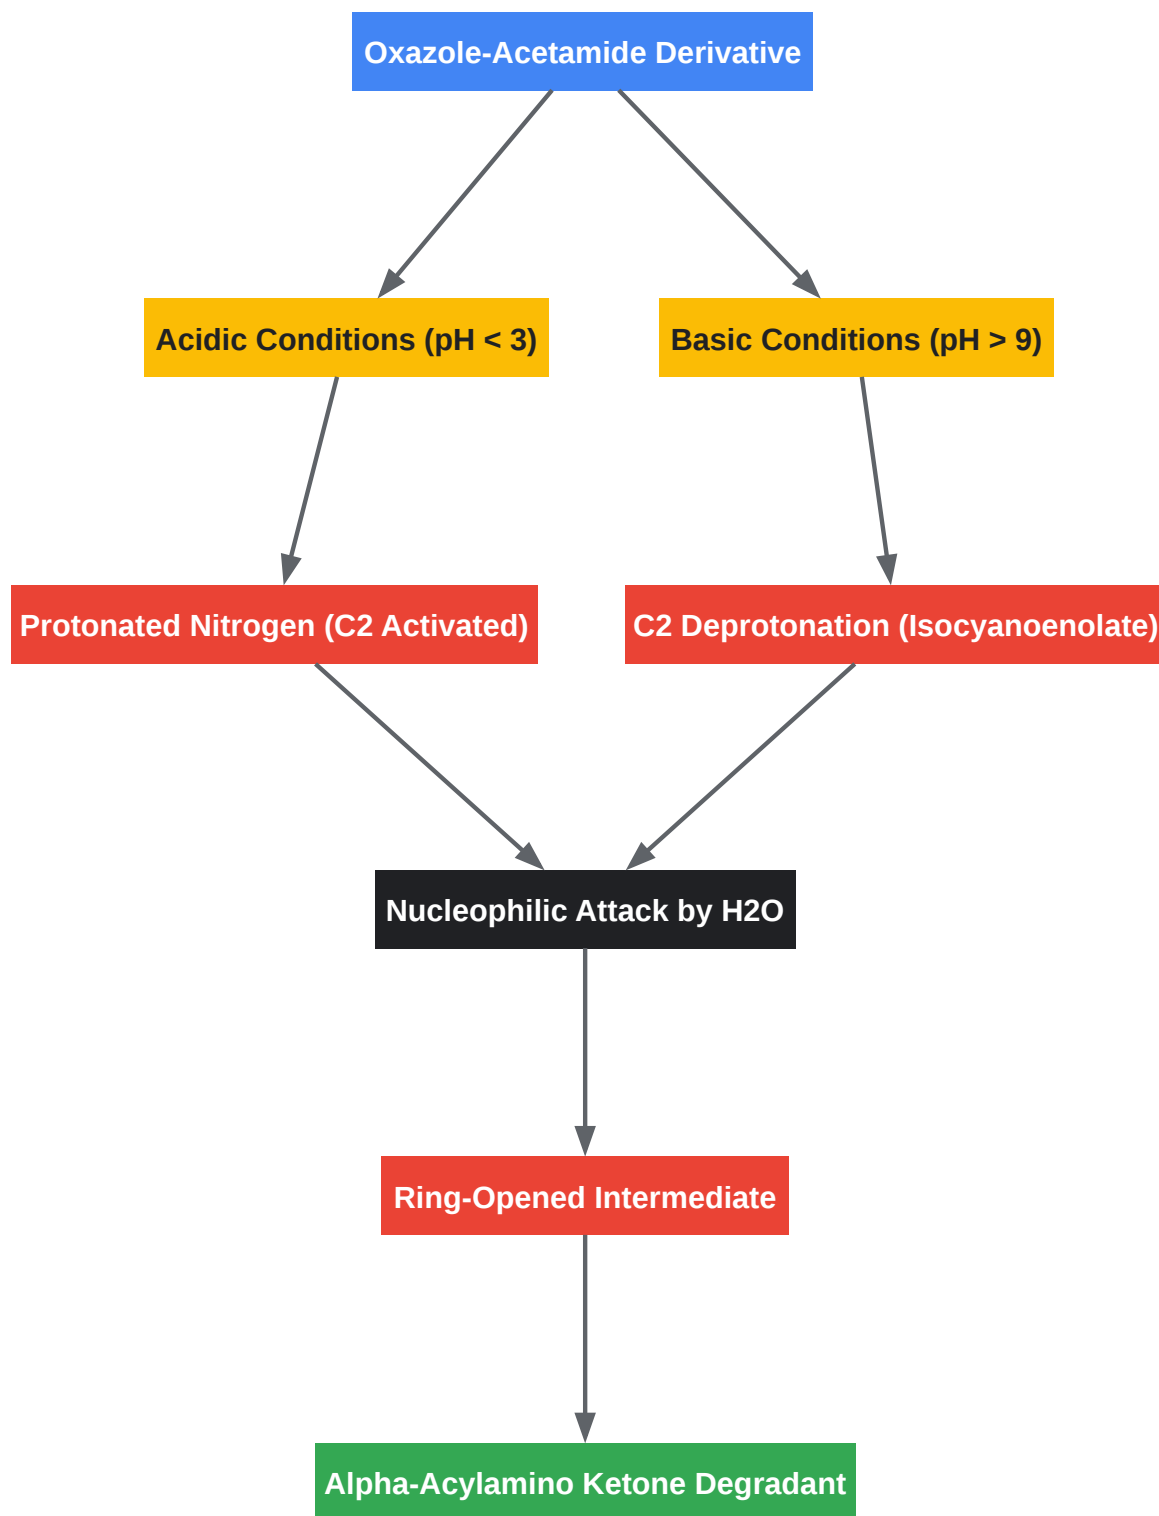 Oxazole-Acetamide Derivative
Acidic Conditions (pH < 3)
Basic Conditions (pH > 9)
Protonated Nitrogen (C2 Activated)
C2 Deprotonation (Isocyanoenolate)
Nucleophilic Attack by H2O
Ring-Opened Intermediate
Alpha-Acylamino Ketone Degradant